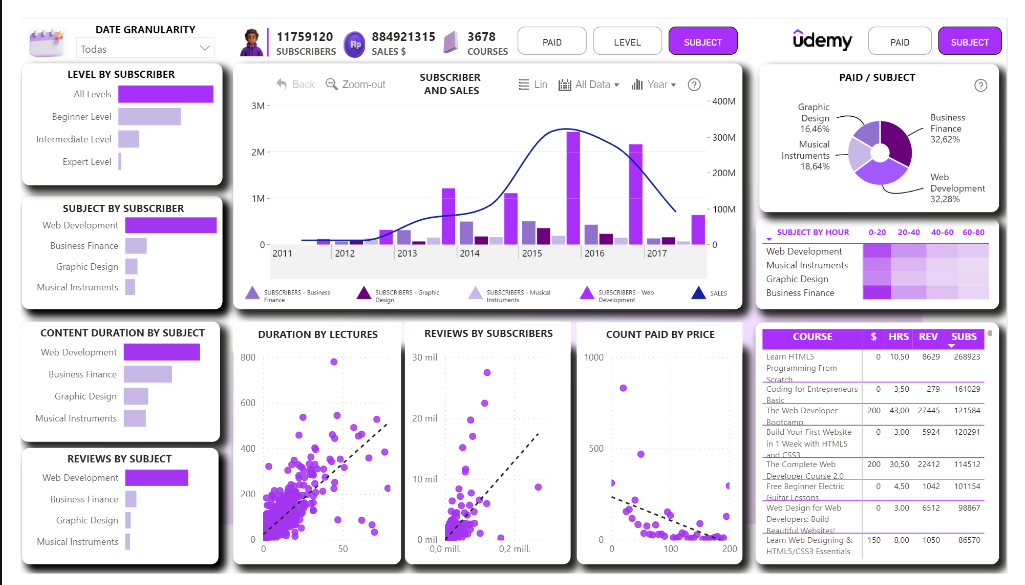 DATE GRANULARITY
Todas
11759120
SUBSCRIBERS
Rp
884921315
SALES $
3678
COURSES
PAID
LEVEL
SUBJECT
ûdemy
PAID
SUBJECT
LEVEL BY SUBSCRIBER
All Levels
Beginner Level
Intermediate Level
Expert Level
SUBJECT BY SUBSCRIBER
Web Development
Business Finance
Graphic Design
Musical Instruments
CONTENT DURATION BY SUBJECT
Web Development
Business Finance
Graphic Design
Musical Instruments
REVIEWS BY SUBJECT
Web Development
Business Finance
Graphic Design
Musical Instruments
Back
Zoom-out
SUBSCRIBER
AND SALES
Lin
All Data
Year
?
3M
2M
1M
0
400M
300M
200M
100M
0
2011
2012
2013
2014
2015
2016
2017
SUBSCRIBERS - Business
Finance
SUBSCRIBERS - Graphic
Design
SUBSCRIBERS - Musical
Instruments
SUBSCRIBERS - Web
Development
SALES
DURATION BY LECTURES
800
600
400
200
0
0
50
REVIEWS BY SUBSCRIBERS
30 mil
20 mil
10 mil
0 mil
0,0 mill.
0,2 mill.
COUNT PAID BY PRICE
1000
500
0
0
100
200
PAID / SUBJECT
?
Graphic
Design
16,46%
Musical
Instruments
18,64%
Business
Finance
32,62%
Web
Development
32,28%
SUBJECT BY HOUR 0-20 20-40 40-60 60-80
Web Development
Musical Instruments
Graphic Design
Business Finance
COURSE $ HRS REV SUBS
Learn HTML5 0 10,50 8629 268923
Programming From
Scratch
Coding for Entrepreneurs 0 3,50 279 161029
Basic
The Web Developer 200 43,00 27445 121584
Bootcamp
Build Your First Website 0 3,00 5924 120291
in 1 Week with HTML5
and CSS3
The Complete Web 200 30,50 22412 114512
Developer Course 2.0
Free Beginner Electric 0 4,50 1042 101154
Guitar Lessons
Web Design for Web 0 3,00 6512 98867
Developers: Build
Beautiful Websites!
Learn Web Designing & 150 8,00 1050 86570
HTML5/CSS3 Essentials